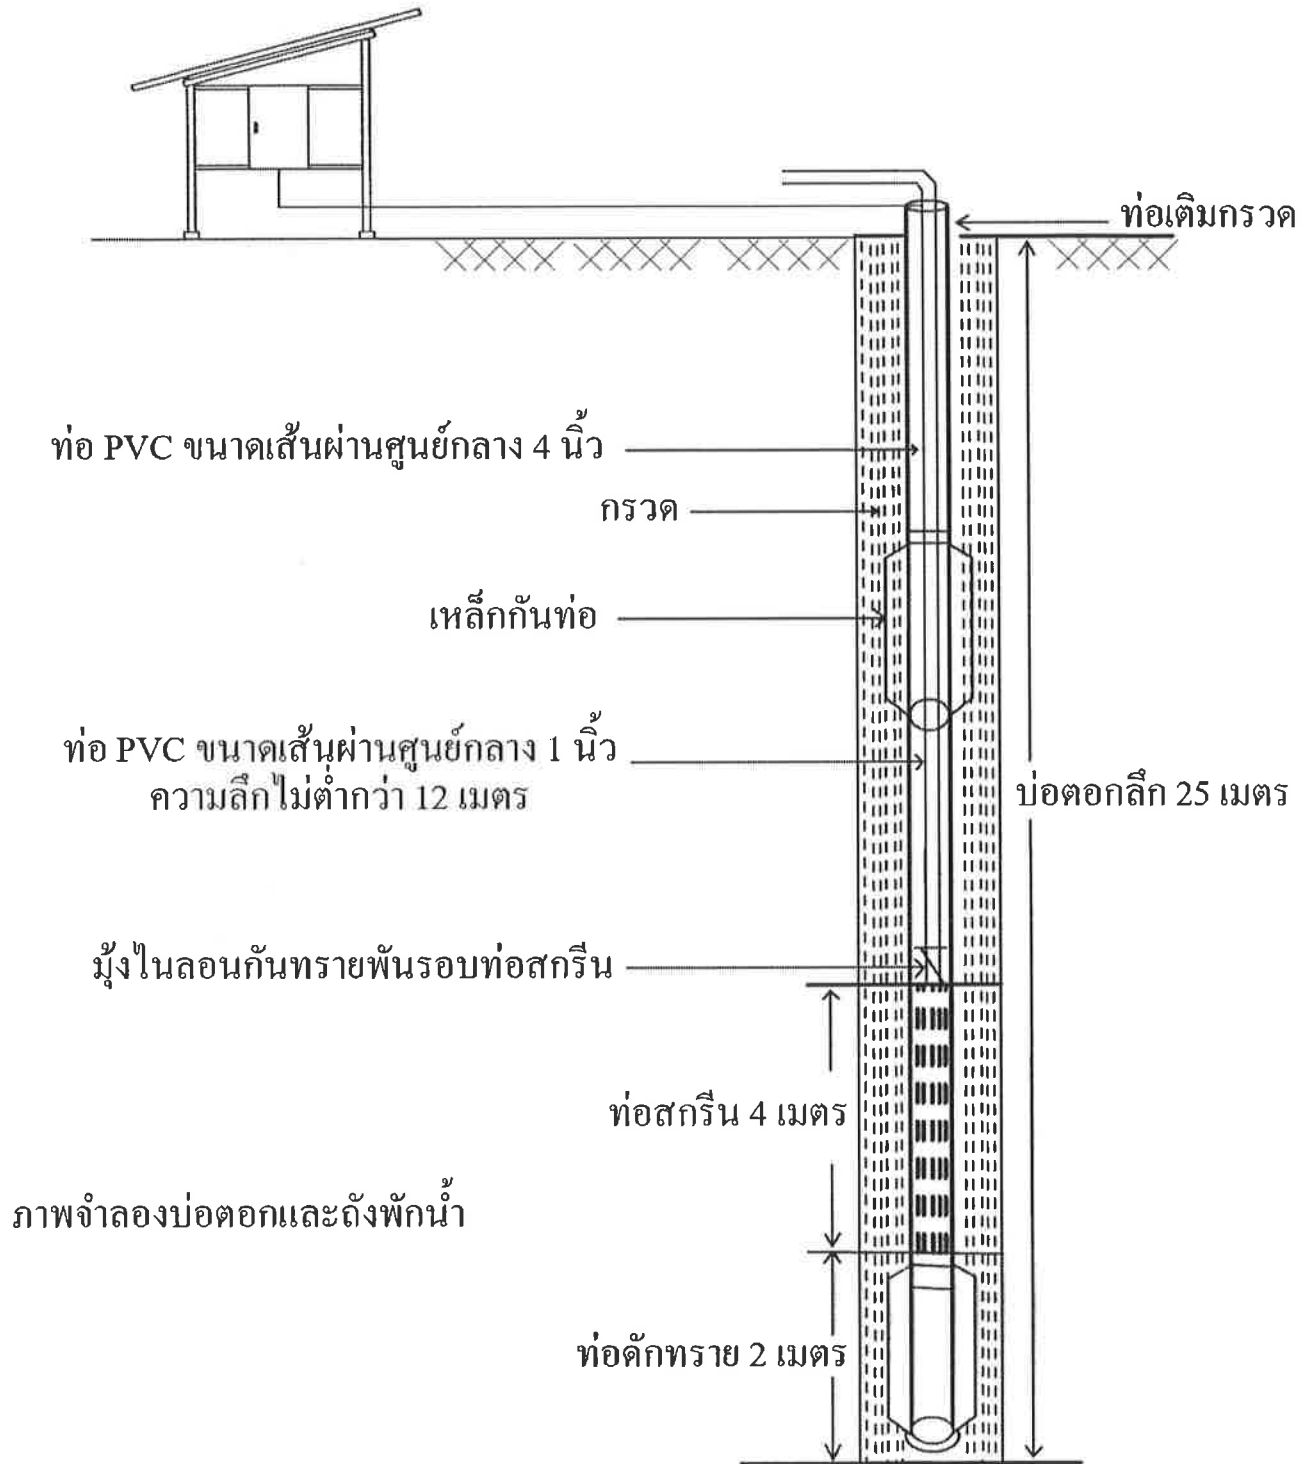 ท่อเติมกรวด
ท่อ PVC ขนาดเส้นผ่านศูนย์กลาง 4 นิ้ว
กรวด
เหล็กกันท่อ
ท่อ PVC ขนาดเส้นผ่านศูนย์กลาง 1 นิ้ว
ความลึกไม่ต่ำกว่า 12 เมตร
บ่อตอกลึก 25 เมตร
มุ้งไนลอนกันทรายพันรอบท่อสกรีน
ท่อสกรีน 4 เมตร
ภาพจำลองบ่อตอกและถังพักน้ำ
ท่อดักทราย 2 เมตร